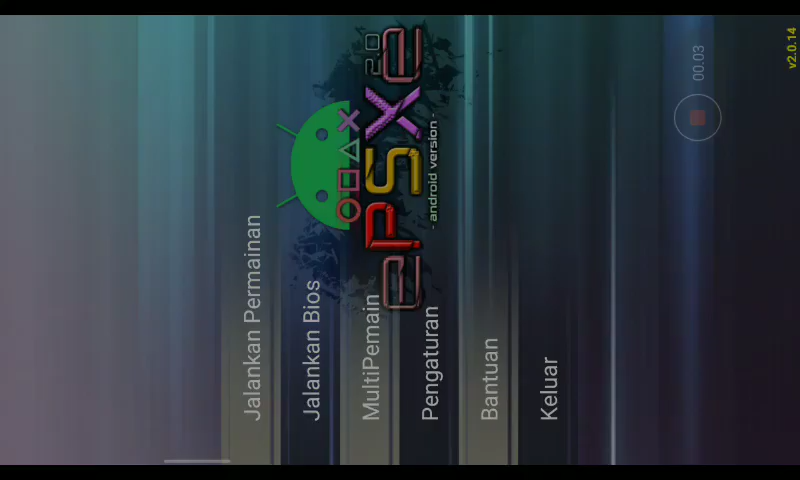 2.0
ePSXe
- android version -
Jalankan Permainan
Jalankan Bios
MultiPemain
Pengaturan
Bantuan
Keluar
00.03
v2.0.14